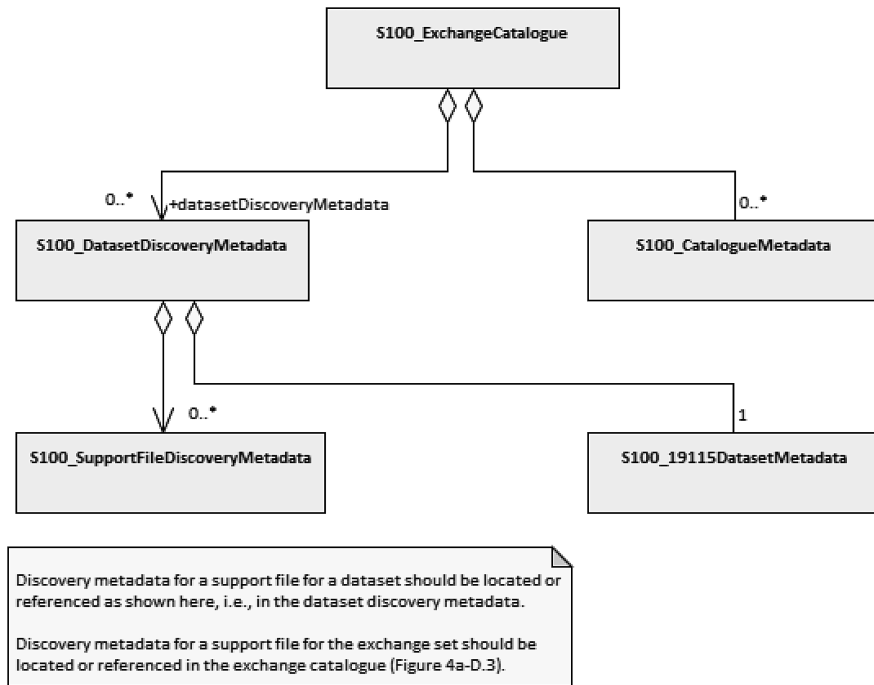 S100_ExchangeCatalogue
0..*
+datasetDiscoveryMetadata
0..*
S100_DatasetDiscoveryMetadata
S100_CatalogueMetadata
0..*
1
S100_SupportFileDiscoveryMetadata
S100_19115DatasetMetadata
Discovery metadata for a support file for a dataset should be located or
referenced as shown here, i.e., in the dataset discovery metadata.
Discovery metadata for a support file for the exchange set should be
located or referenced in the exchange catalogue (Figure 4a-D.3).